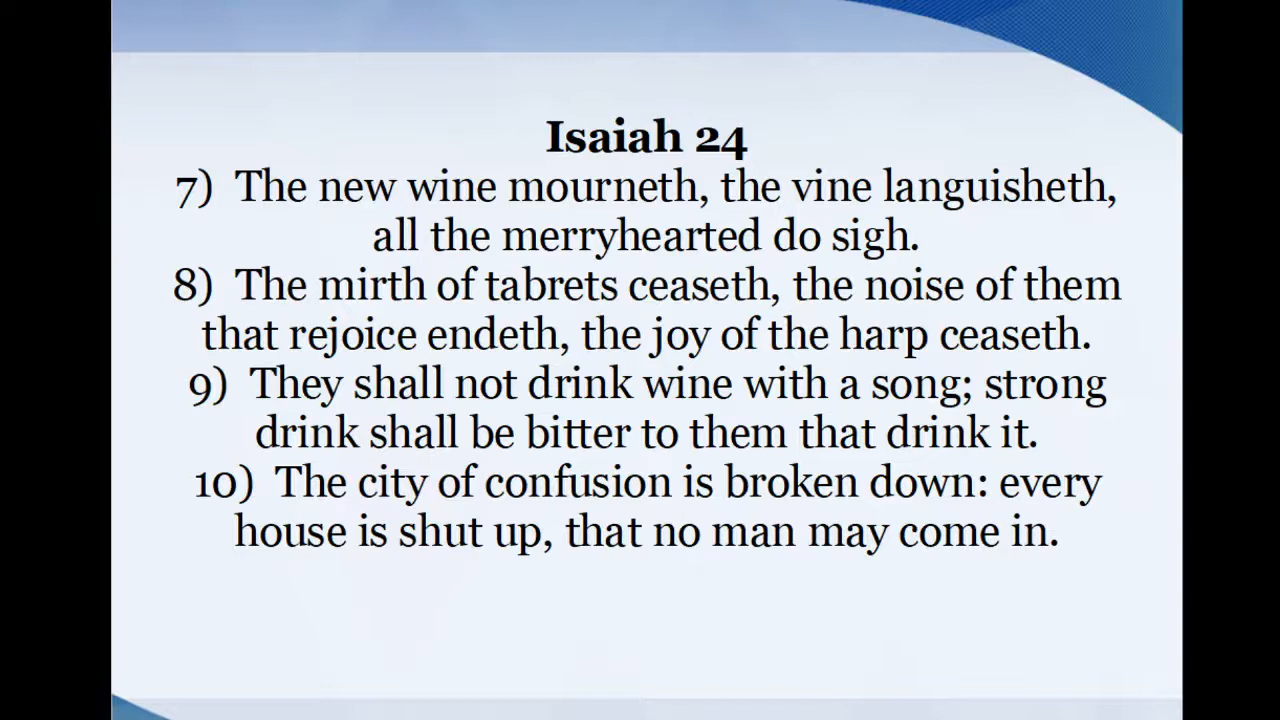 Isaiah 24
7)  The new wine mourneth, the vine languisheth,
all the merryhearted do sigh.
8)  The mirth of tabrets ceaseth, the noise of them
that rejoice endeth, the joy of the harp ceaseth.
9)  They shall not drink wine with a song; strong
drink shall be bitter to them that drink it.
10)  The city of confusion is broken down: every
house is shut up, that no man may come in.